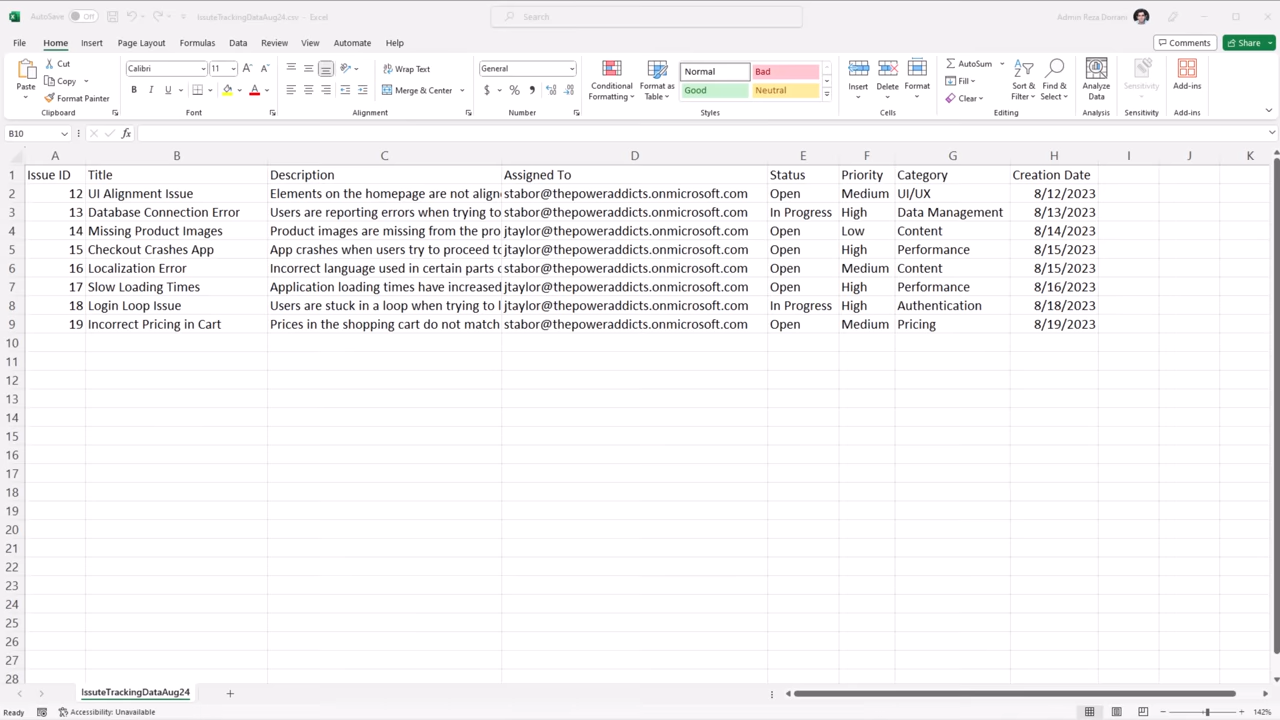 AutoSave Off IssuteTrackingDataAug24.csv - Excel Search Admin Reza Dorrani
File Home Insert Page Layout Formulas Data Review View Automate Help Comments Share
Paste Cut Copy Format Painter Clipboard
Calibri 11 A A B I U A Font
Wrap Text Merge & Center Alignment
General $ % , Number
Conditional Formatting Format as Table Normal Bad Good Neutral Styles
Insert Delete Format Cells
AutoSum Fill Clear Sort & Filter Find & Select Editing
Analyze Data Analysis
Sensitivity Sensitivity
Add-ins Add-ins
B10 fx
A B C D E F G H I J K
1 Issue ID Title Description Assigned To Status Priority Category Creation Date
2 12 UI Alignment Issue Elements on the homepage are not align stabor@thepoweraddicts.onmicrosoft.com Open Medium UI/UX 8/12/2023
3 13 Database Connection Error Users are reporting errors when trying to jtaylor@thepoweraddicts.onmicrosoft.com In Progress High Data Management 8/13/2023
4 14 Missing Product Images Product images are missing from the pro jtaylor@thepoweraddicts.onmicrosoft.com Open Low Content 8/14/2023
5 15 Checkout Crashes App App crashes when users try to proceed to stabor@thepoweraddicts.onmicrosoft.com Open High Performance 8/15/2023
6 16 Localization Error Incorrect language used in certain parts o stabor@thepoweraddicts.onmicrosoft.com Open Medium Content 8/15/2023
7 17 Slow Loading Times Application loading times have increased jtaylor@thepoweraddicts.onmicrosoft.com Open High Performance 8/16/2023
8 18 Login Loop Issue Users are stuck in a loop when trying to l jtaylor@thepoweraddicts.onmicrosoft.com In Progress High Authentication 8/18/2023
9 19 Incorrect Pricing in Cart Prices in the shopping cart do not match stabor@thepoweraddicts.onmicrosoft.com Open Medium Pricing 8/19/2023
10
11
12
13
14
15
16
17
18
19
20
21
22
23
24
25
26
27
28
IssuteTrackingDataAug24
Ready Accessibility: Unavailable 142%